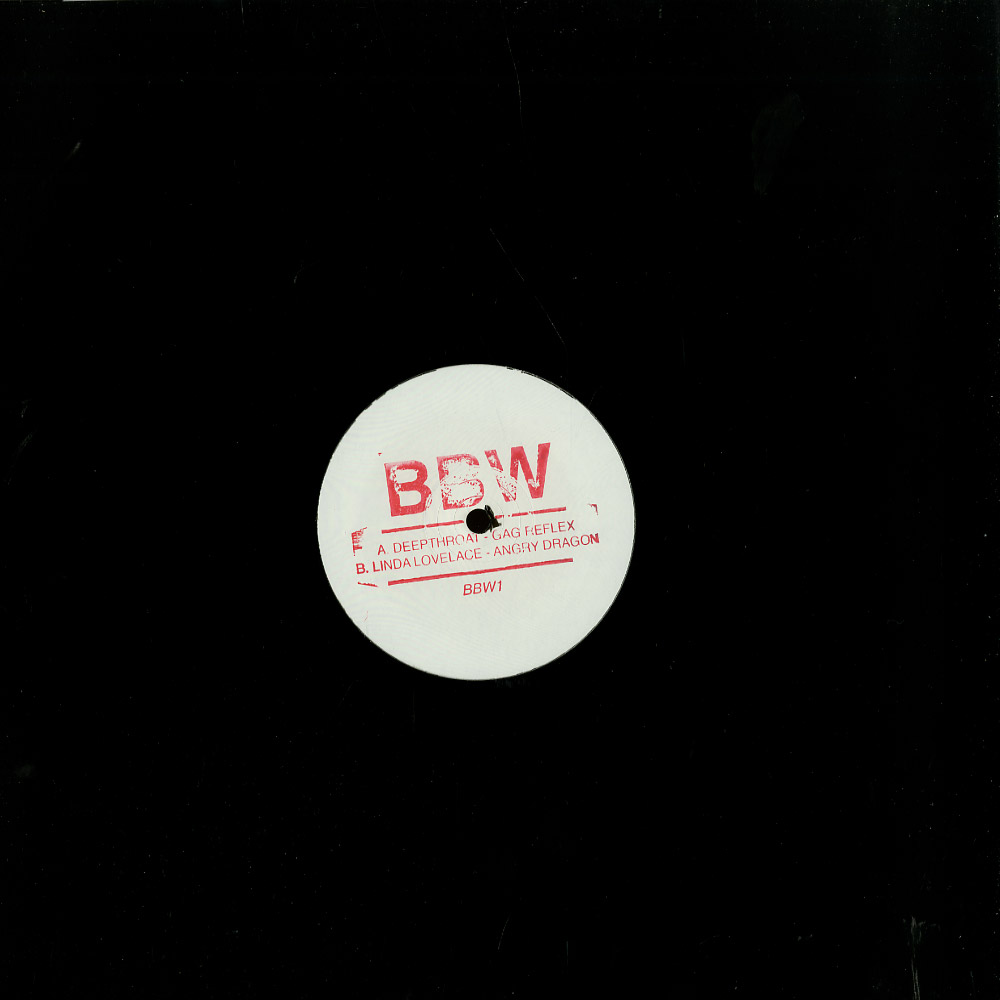 BBW
A. DEEPTHROAT - GAG REFLEX
B. LINDA LOVELACE - ANGRY DRAGON
BBW1